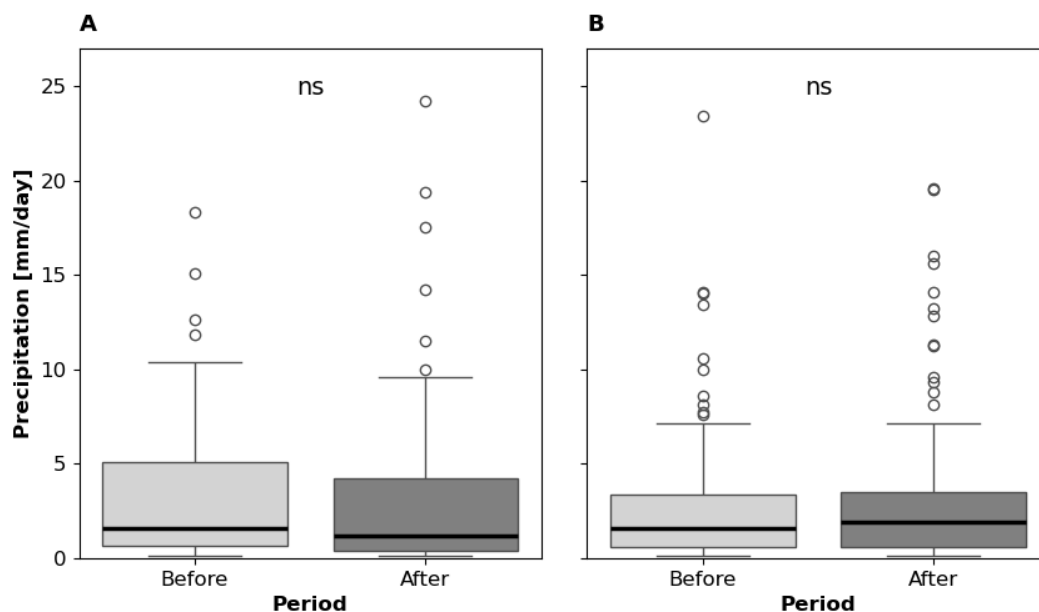 A
B
ns
ns
25
20
15
10
5
0
Precipitation [mm/day]
Before
After
Before
After
Period
Period